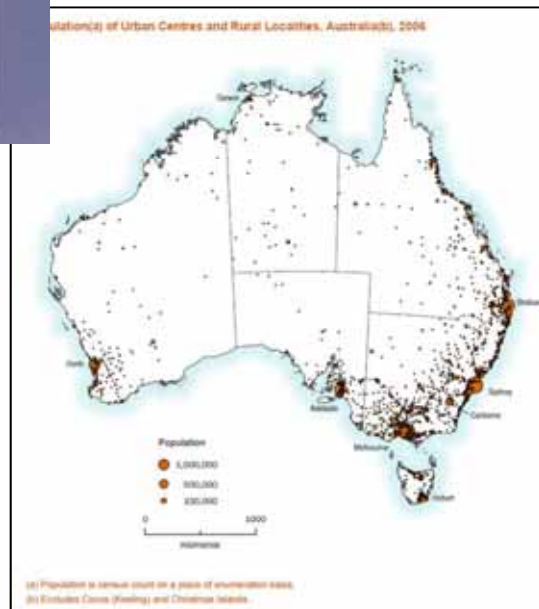 ulation(a) of Urban Centres and Rural Localities, Australia(b), 2006
Darwin
Brisban
Perth
Sydney
Adelaide
Canberra
Melbourne
Hobart
Population
1,000,000
500,000
100,000
0 1000
kilometres
(a) Population is census count on a place of enumeration basis.
(b) Excludes Cocos (Keeling) and Christmas Islands.